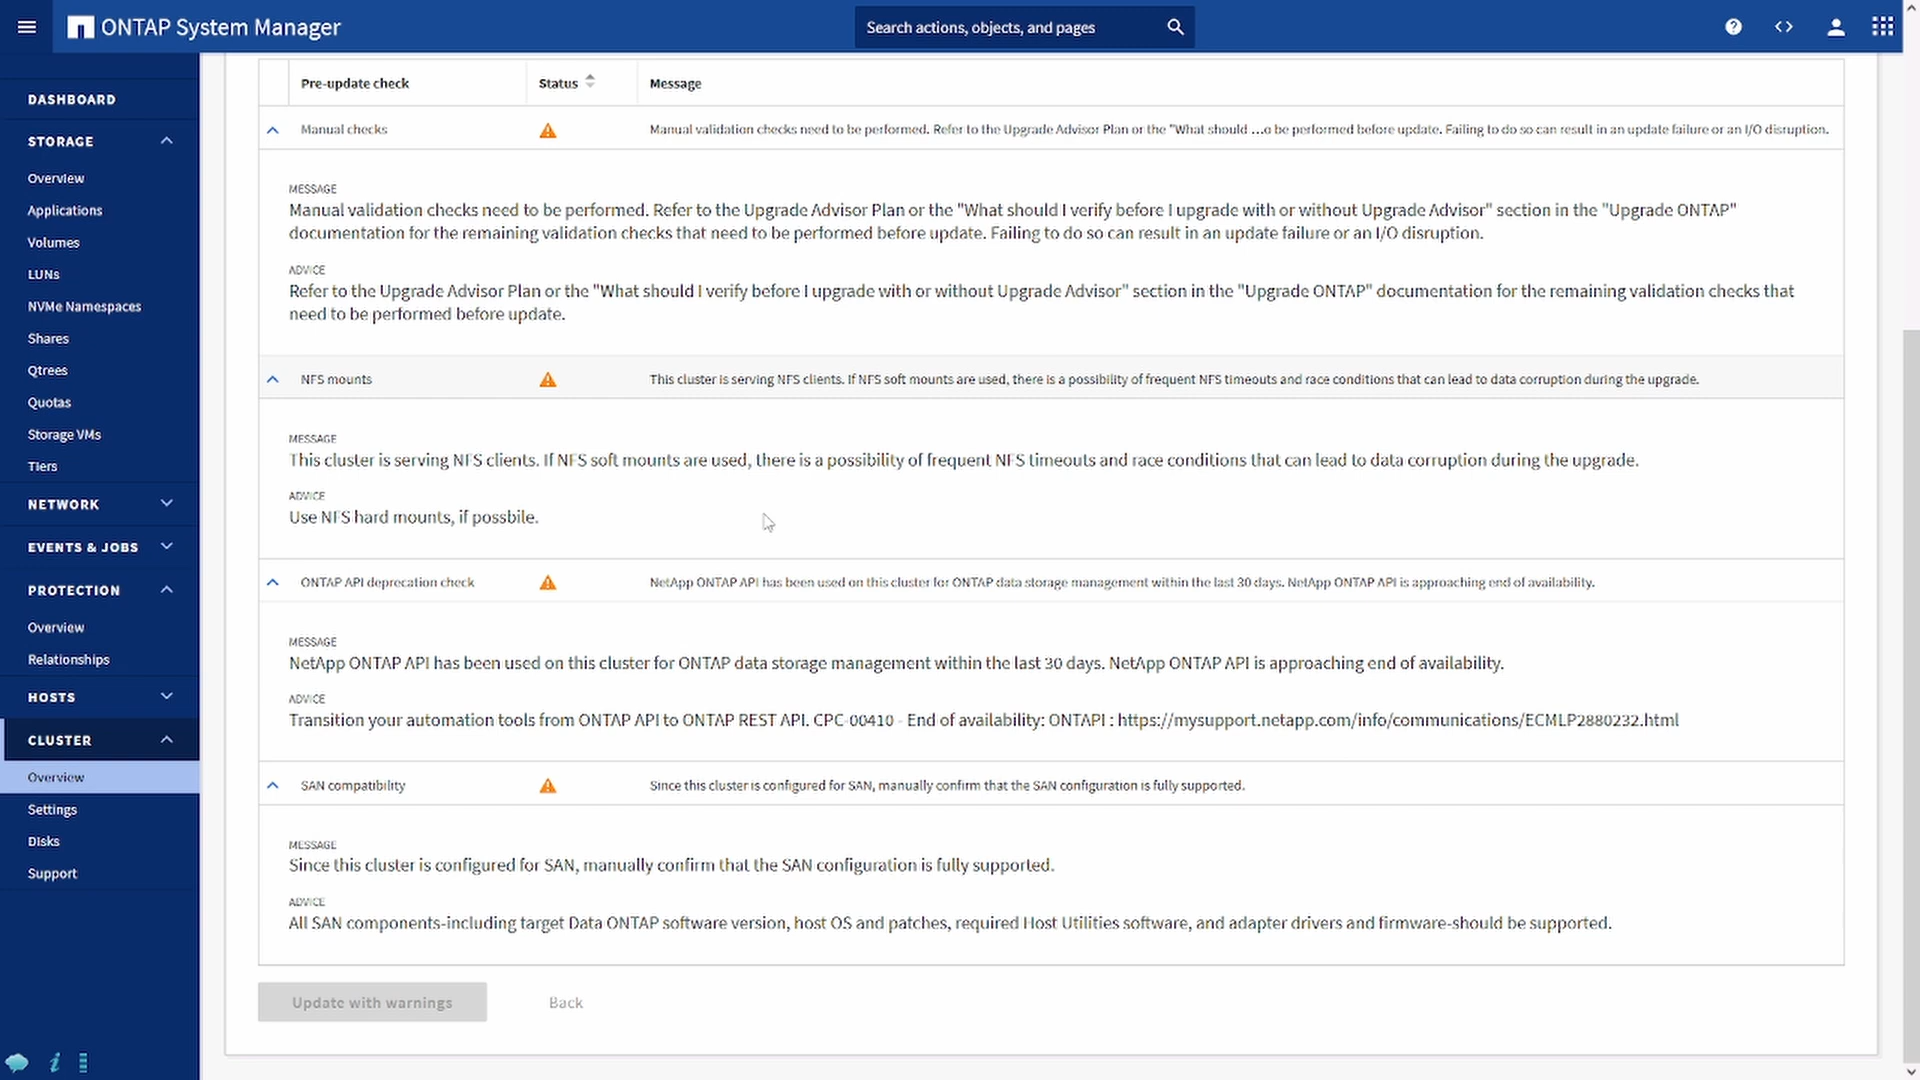 ONTAP System Manager
Search actions, objects, and pages
DASHBOARD
STORAGE
Overview
Applications
Volumes
LUNs
NVMe Namespaces
Shares
Qtrees
Quotas
Storage VMs
Tiers
NETWORK
EVENTS & JOBS
PROTECTION
Overview
Relationships
HOSTS
CLUSTER
Overview
Settings
Disks
Support
Pre-update check Status Message
Manual checks Manual validation checks need to be performed. Refer to the Upgrade Advisor Plan or the "What should ...o be performed before update. Failing to do so can result in an update failure or an I/O disruption.
MESSAGE
Manual validation checks need to be performed. Refer to the Upgrade Advisor Plan or the "What should I verify before I upgrade with or without Upgrade Advisor" section in the "Upgrade ONTAP"
documentation for the remaining validation checks that need to be performed before update. Failing to do so can result in an update failure or an I/O disruption.
ADVICE
Refer to the Upgrade Advisor Plan or the "What should I verify before I upgrade with or without Upgrade Advisor" section in the "Upgrade ONTAP" documentation for the remaining validation checks that
need to be performed before update.
NFS mounts This cluster is serving NFS clients. If NFS soft mounts are used, there is a possibility of frequent NFS timeouts and race conditions that can lead to data corruption during the upgrade.
MESSAGE
This cluster is serving NFS clients. If NFS soft mounts are used, there is a possibility of frequent NFS timeouts and race conditions that can lead to data corruption during the upgrade.
ADVICE
Use NFS hard mounts, if possbile.
ONTAP API deprecation check NetApp ONTAP API has been used on this cluster for ONTAP data storage management within the last 30 days. NetApp ONTAP API is approaching end of availability.
MESSAGE
NetApp ONTAP API has been used on this cluster for ONTAP data storage management within the last 30 days. NetApp ONTAP API is approaching end of availability.
ADVICE
Transition your automation tools from ONTAP API to ONTAP REST API. CPC-00410 - End of availability: ONTAPI : https://mysupport.netapp.com/info/communications/ECMLP2880232.html
SAN compatibility Since this cluster is configured for SAN, manually confirm that the SAN configuration is fully supported.
MESSAGE
Since this cluster is configured for SAN, manually confirm that the SAN configuration is fully supported.
ADVICE
All SAN components-including target Data ONTAP software version, host OS and patches, required Host Utilities software, and adapter drivers and firmware-should be supported.
Update with warnings Back